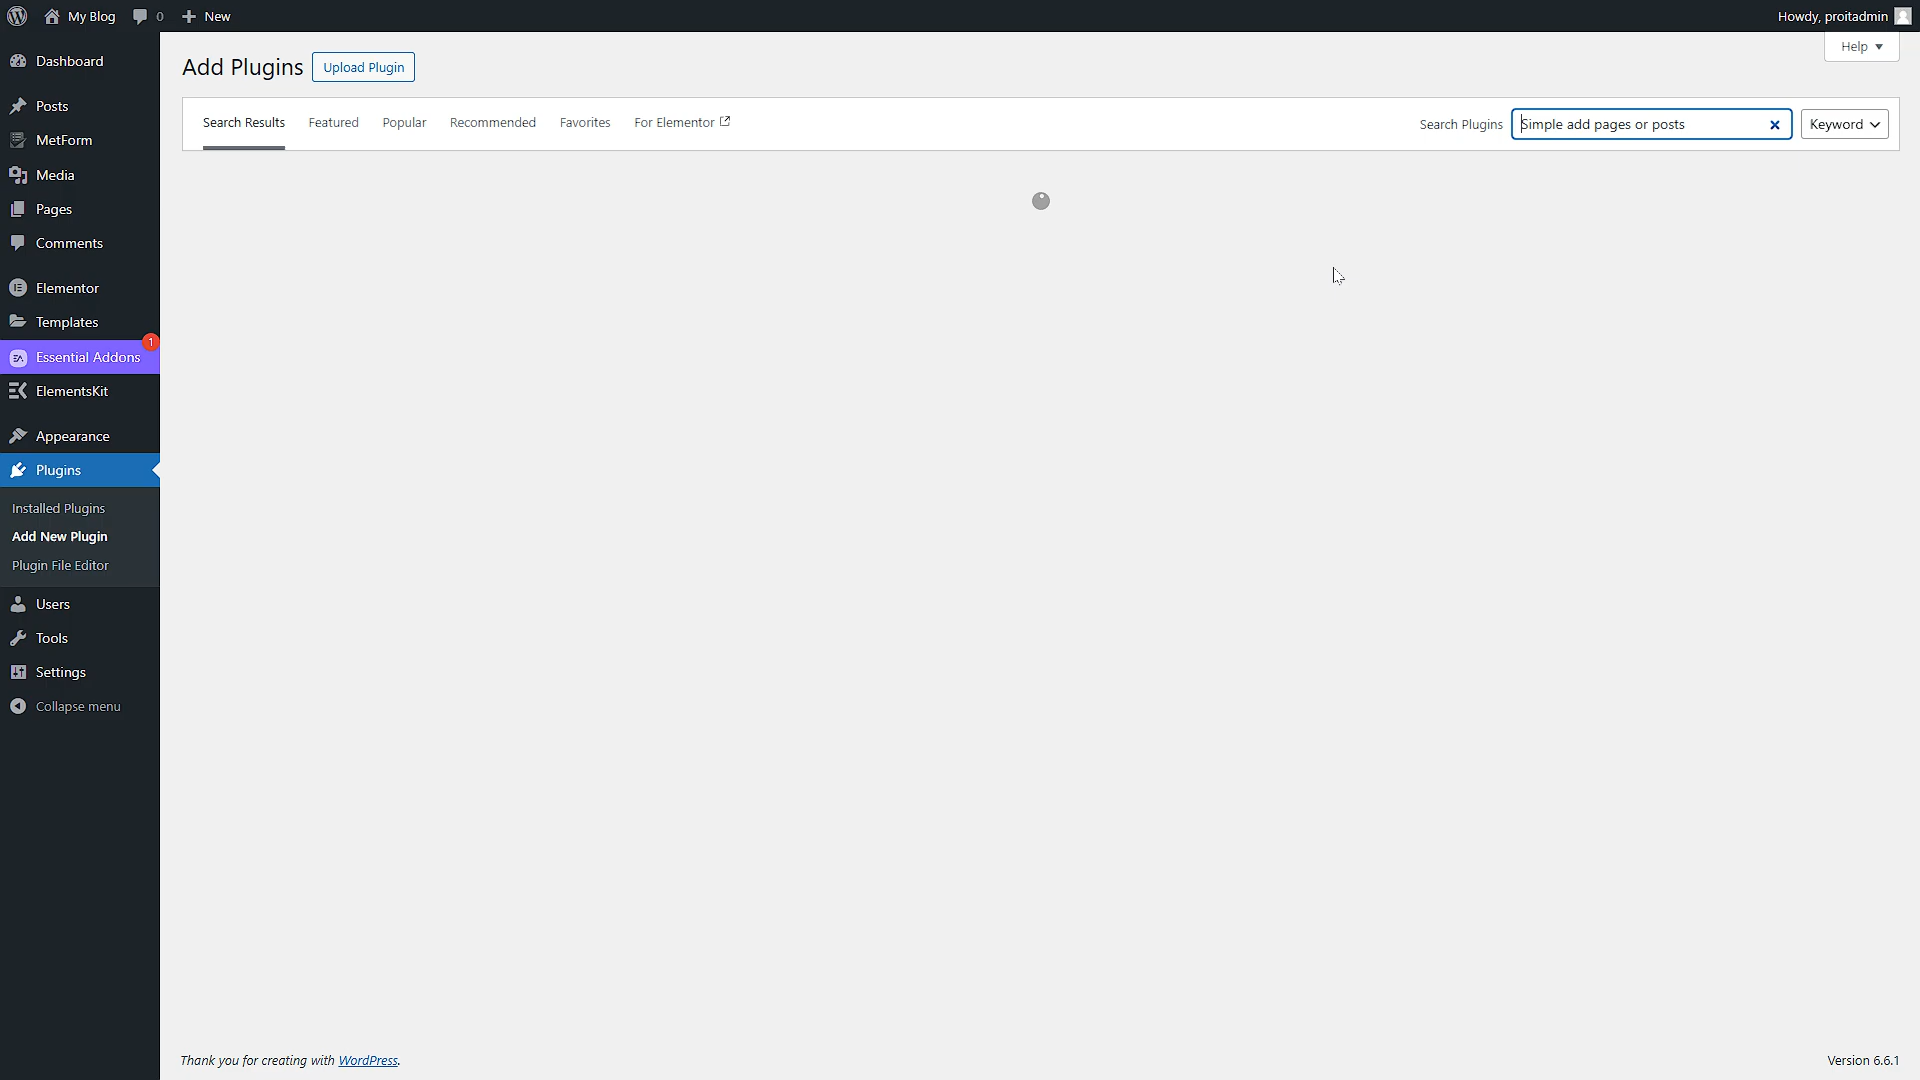 My Blog
0
New
Howdy, proitadmin
Help
Dashboard
Posts
MetForm
Media
Pages
Comments
Elementor
Templates
1
Essential Addons
ElementsKit
Appearance
Plugins
Installed Plugins
Add New Plugin
Plugin File Editor
Users
Tools
Settings
Collapse menu
Add Plugins
Upload Plugin
Search Results Featured Popular Recommended Favorites For Elementor
Search Plugins Simple add pages or posts Keyword
Thank you for creating with WordPress.
Version 6.6.1